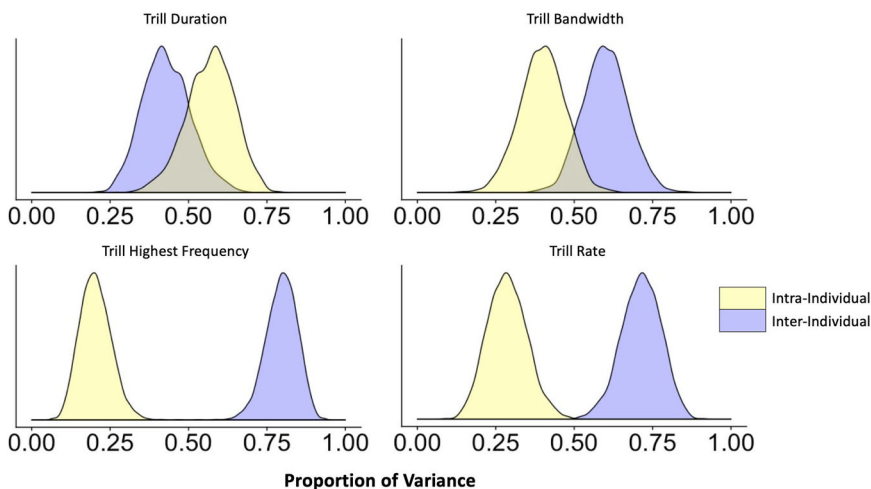 Trill Duration
Trill Bandwidth
0.00 0.25 0.50 0.75 1.00
0.00 0.25 0.50 0.75 1.00
Trill Highest Frequency
Trill Rate
Intra-Individual
Inter-Individual
0.00 0.25 0.50 0.75 1.00
0.00 0.25 0.50 0.75 1.00
Proportion of Variance